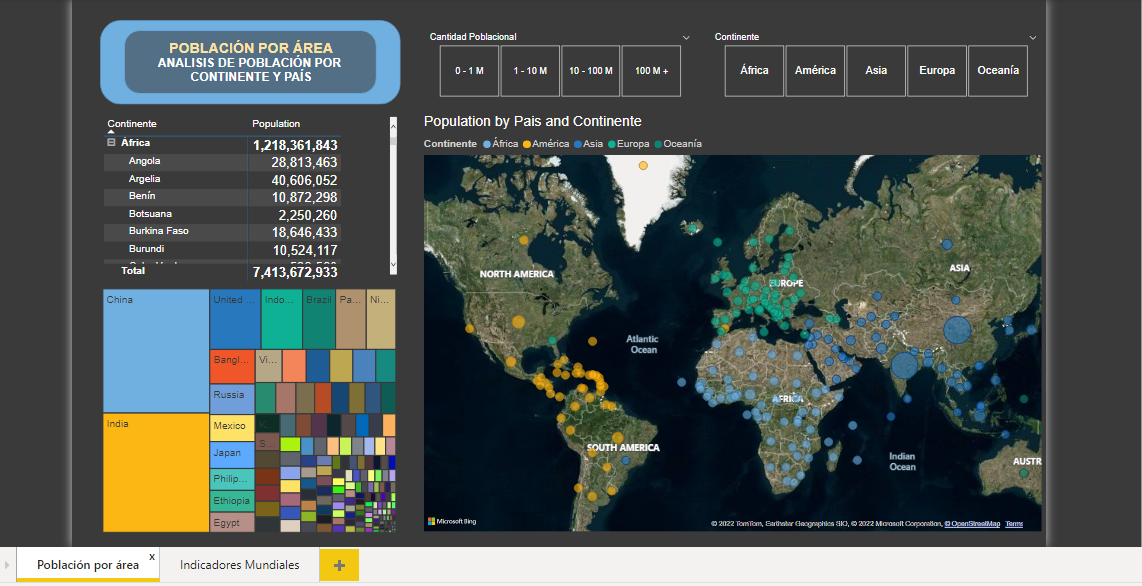 POBLACIÓN POR ÁREA
ANALISIS DE POBLACIÓN POR
CONTINENTE Y PAÍS
Cantidad Poblacional
0 - 1 M
1 - 10 M
10 - 100 M
100 M +
Continente
África
América
Asia
Europa
Oceanía
Continente Population
África 1,218,361,843
Angola 28,813,463
Argelia 40,606,052
Benín 10,872,298
Botsuana 2,250,260
Burkina Faso 18,646,433
Burundi 10,524,117
Total 7,413,672,933
Population by Pais and Continente
Continente África América Asia Europa Oceanía
NORTH AMERICA
EUROPE
ASIA
Atlantic
Ocean
AFRICA
SOUTH AMERICA
Indian
Ocean
AUSTR
Microsoft Bing
© 2022 TomTom, Earthstar Geographics SIO, © 2022 Microsoft Corporation, © OpenStreetMap Terms
China
United ...
Indo...
Brazil
Pa...
Ni...
Bangl...
Vi...
Russia
India
Mexico
Japan
Philip...
Ethiopia
Egypt
Población por área x
Indicadores Mundiales
+